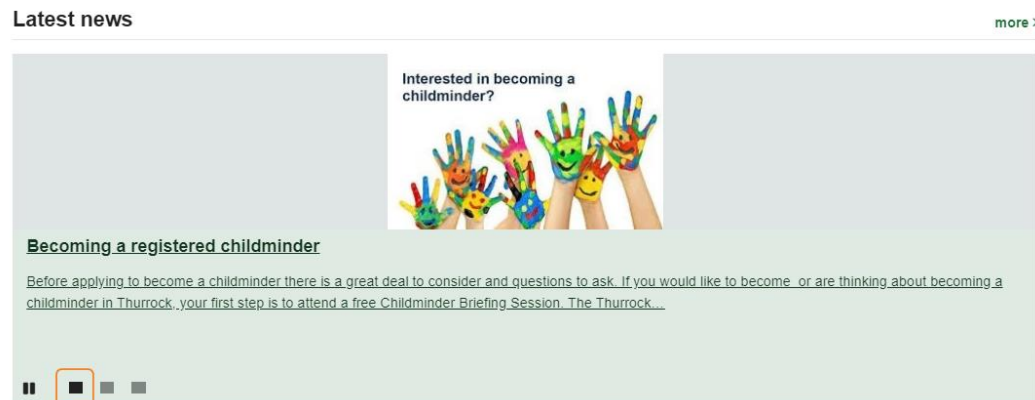 Latest news
more
Interested in becoming a
childminder?
Becoming a registered childminder
Before applying to become a childminder there is a great deal to consider and questions to ask. If you would like to become  or are thinking about becoming a
childminder in Thurrock, your first step is to attend a free Childminder Briefing Session. The Thurrock...